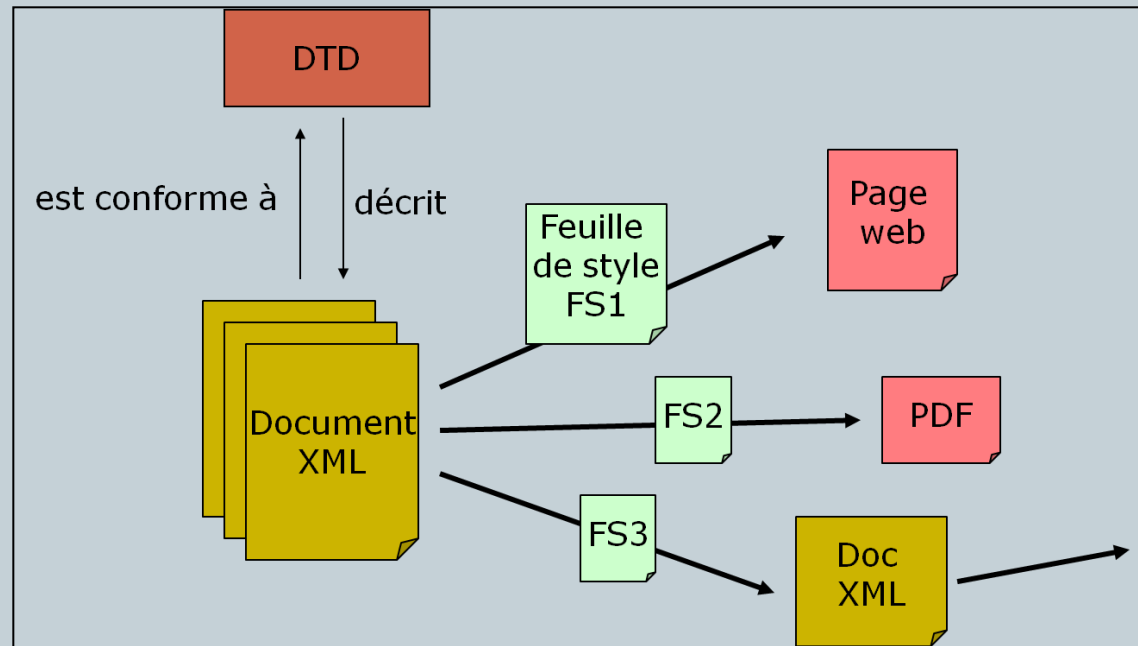 DTD
est conforme à
décrit
Feuille
de style
FS1
Page
web
Document
XML
FS2
PDF
FS3
Doc
XML